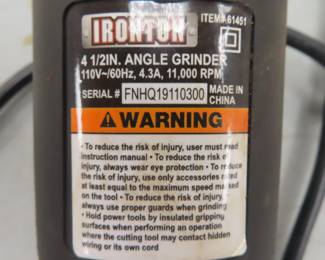 IRONTON
ITEM# 61451
4 1/2IN. ANGLE GRINDER
110V~/60Hz, 4.3A, 11,000 RPM
SERIAL # FNHQ19110300 MADE IN
CHINA
WARNING
• To reduce the risk of injury, user must read
instruction manual • To reduce the risk of
injury, always wear eye protection • To reduce
the risk of injury, use only accessories rated
at least equal to the maximum speed marked
on the tool • To reduce the risk of injury,
always use proper guards when grinding.
• Hold power tools by insulated gripping
surfaces when performing an operation
where the cutting tool may contact hidden
wiring or its own cord